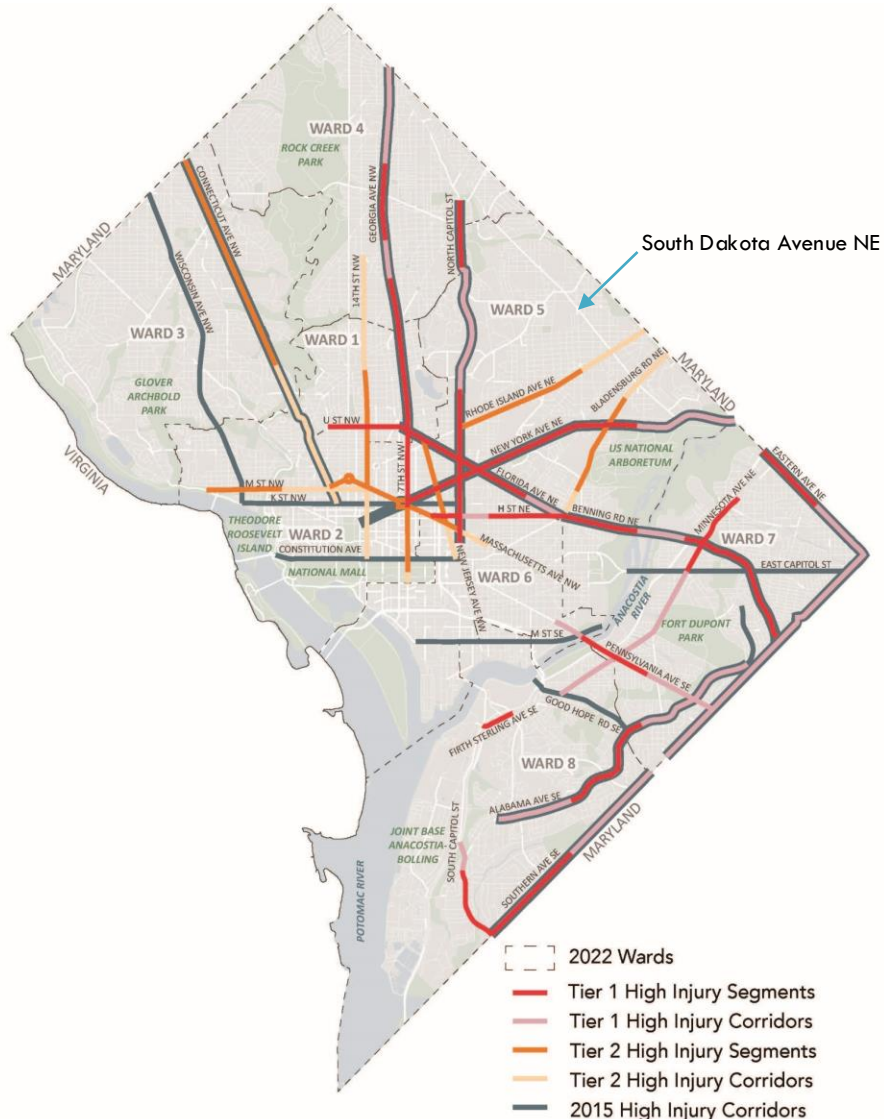 WARD 4
ROCK CREEK
PARK
CONNECTICUT AVE NW
GEORGIA AVE NW
NORTH CAPITOL ST
South Dakota Avenue NE
MARYLAND
WISCONSIN AVE NW
14TH ST NW
WARD 5
WARD 3
WARD 1
BLADENSBURG RD NE
MARYLAND
GLOVER
ARCHBOLD
PARK
RHODE ISLAND AVE NE
U ST NW
NEW YORK AVE NE
US NATIONAL
ARBORETUM
VIRGINIA
7TH ST NW
FLORIDA AVE NE
EASTERN AVE NE
M ST NW
K ST NW
MINNESOTA AVE NE
H ST NE
BENNING RD NE
THEODORE
ROOSEVELT
ISLAND
WARD 2
WARD 7
CONSTITUTION AVE
MASSACHUSETTS AVE NW
NATIONAL MALL
NEW JERSEY AVE NW
WARD 6
EAST CAPITOL ST
ANACOSTIA
RIVER
FORT DUPONT
PARK
M ST SE
PENNSYLVANIA AVE SE
GOOD HOPE RD SE
FIRTH STERLING AVE SE
WARD 8
ALABAMA AVE SE
MARYLAND
JOINT BASE
ANACOSTIA-
BOLLING
SOUTH CAPITOL ST
SOUTHERN AVE SE
POTOMAC RIVER
2022 Wards
Tier 1 High Injury Segments
Tier 1 High Injury Corridors
Tier 2 High Injury Segments
Tier 2 High Injury Corridors
2015 High Injury Corridors